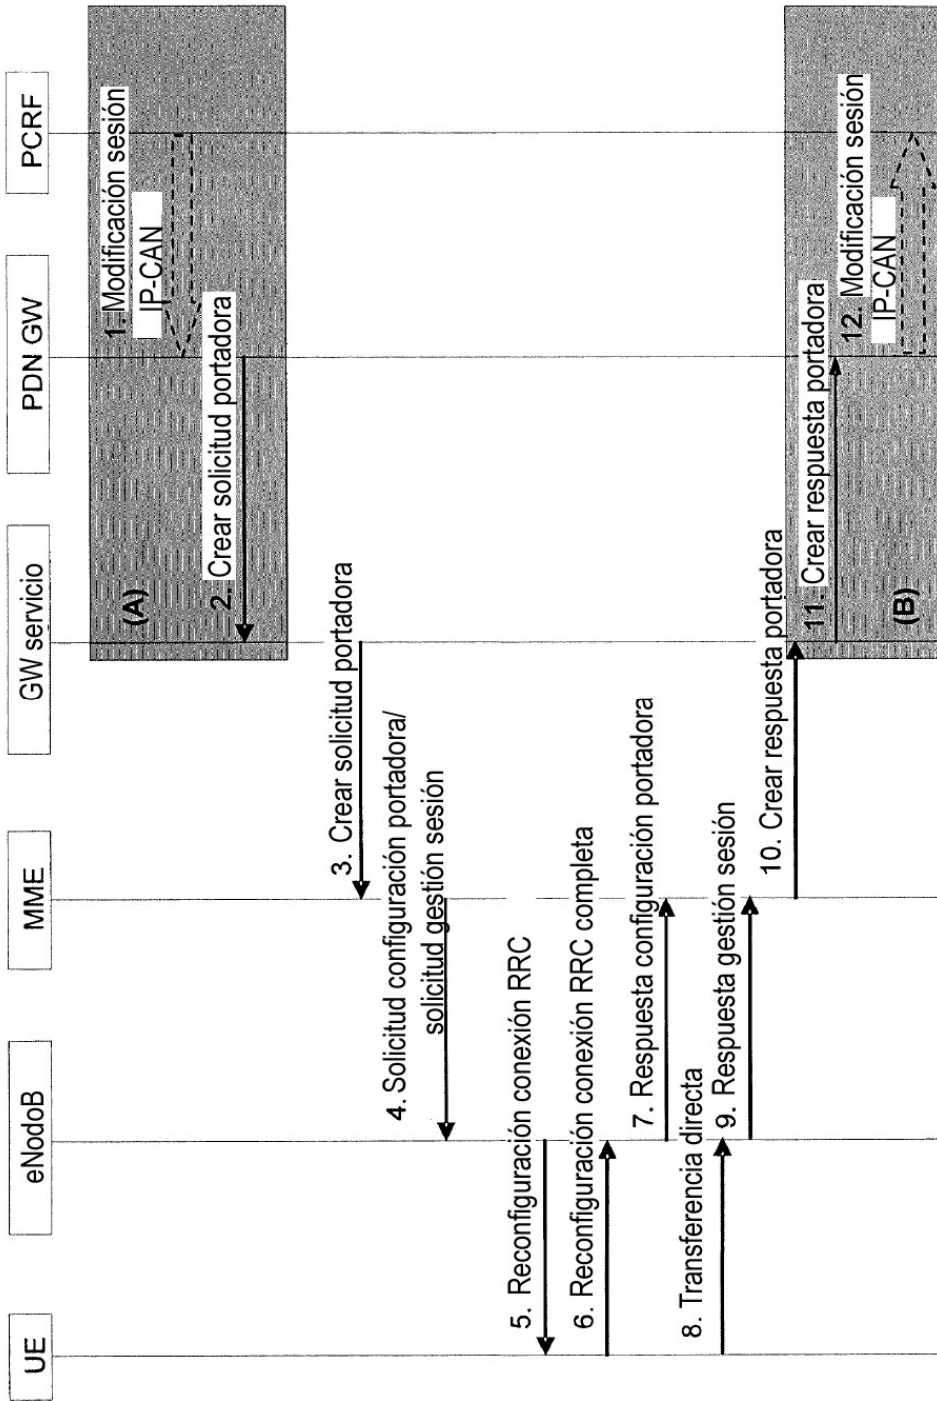 UE
eNodoB
MME
GW servicio
PDN GW
PCRF
(A)
1. Modificación sesión
IP-CAN
2. Crear solicitud portadora
3. Crear solicitud portadora
4. Solicitud configuración portadora/
solicitud gestión sesión
5. Reconfiguración conexión RRC
6. Reconfiguración conexión RRC completa
7. Respuesta configuración portadora
8. Transferencia directa
9. Respuesta gestión sesión
10. Crear respuesta portadora
11. Crear respuesta portadora
12. Modificación sesión
IP-CAN
(B)